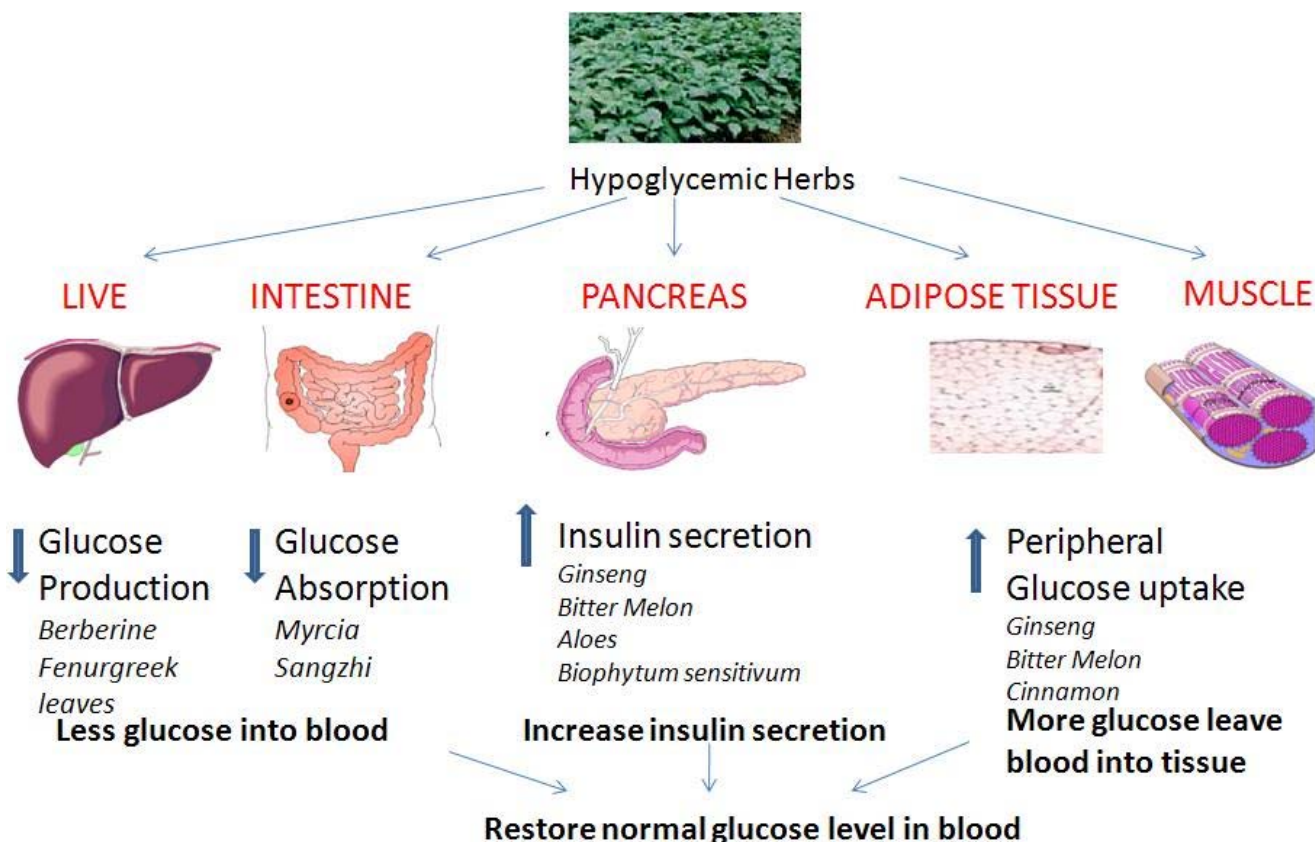 Hypoglycemic Herbs
LIVE
INTESTINE
PANCREAS
ADIPOSE TISSUE
MUSCLE
Glucose
Production
Berberine
Fenurgreek
leaves
Glucose
Absorption
Myrcia
Sangzhi
Insulin secretion
Ginseng
Bitter Melon
Aloes
Biophytum sensitivum
Peripheral
Glucose uptake
Ginseng
Bitter Melon
Cinnamon
Less glucose into blood
Increase insulin secretion
More glucose leave
blood into tissue
Restore normal glucose level in blood